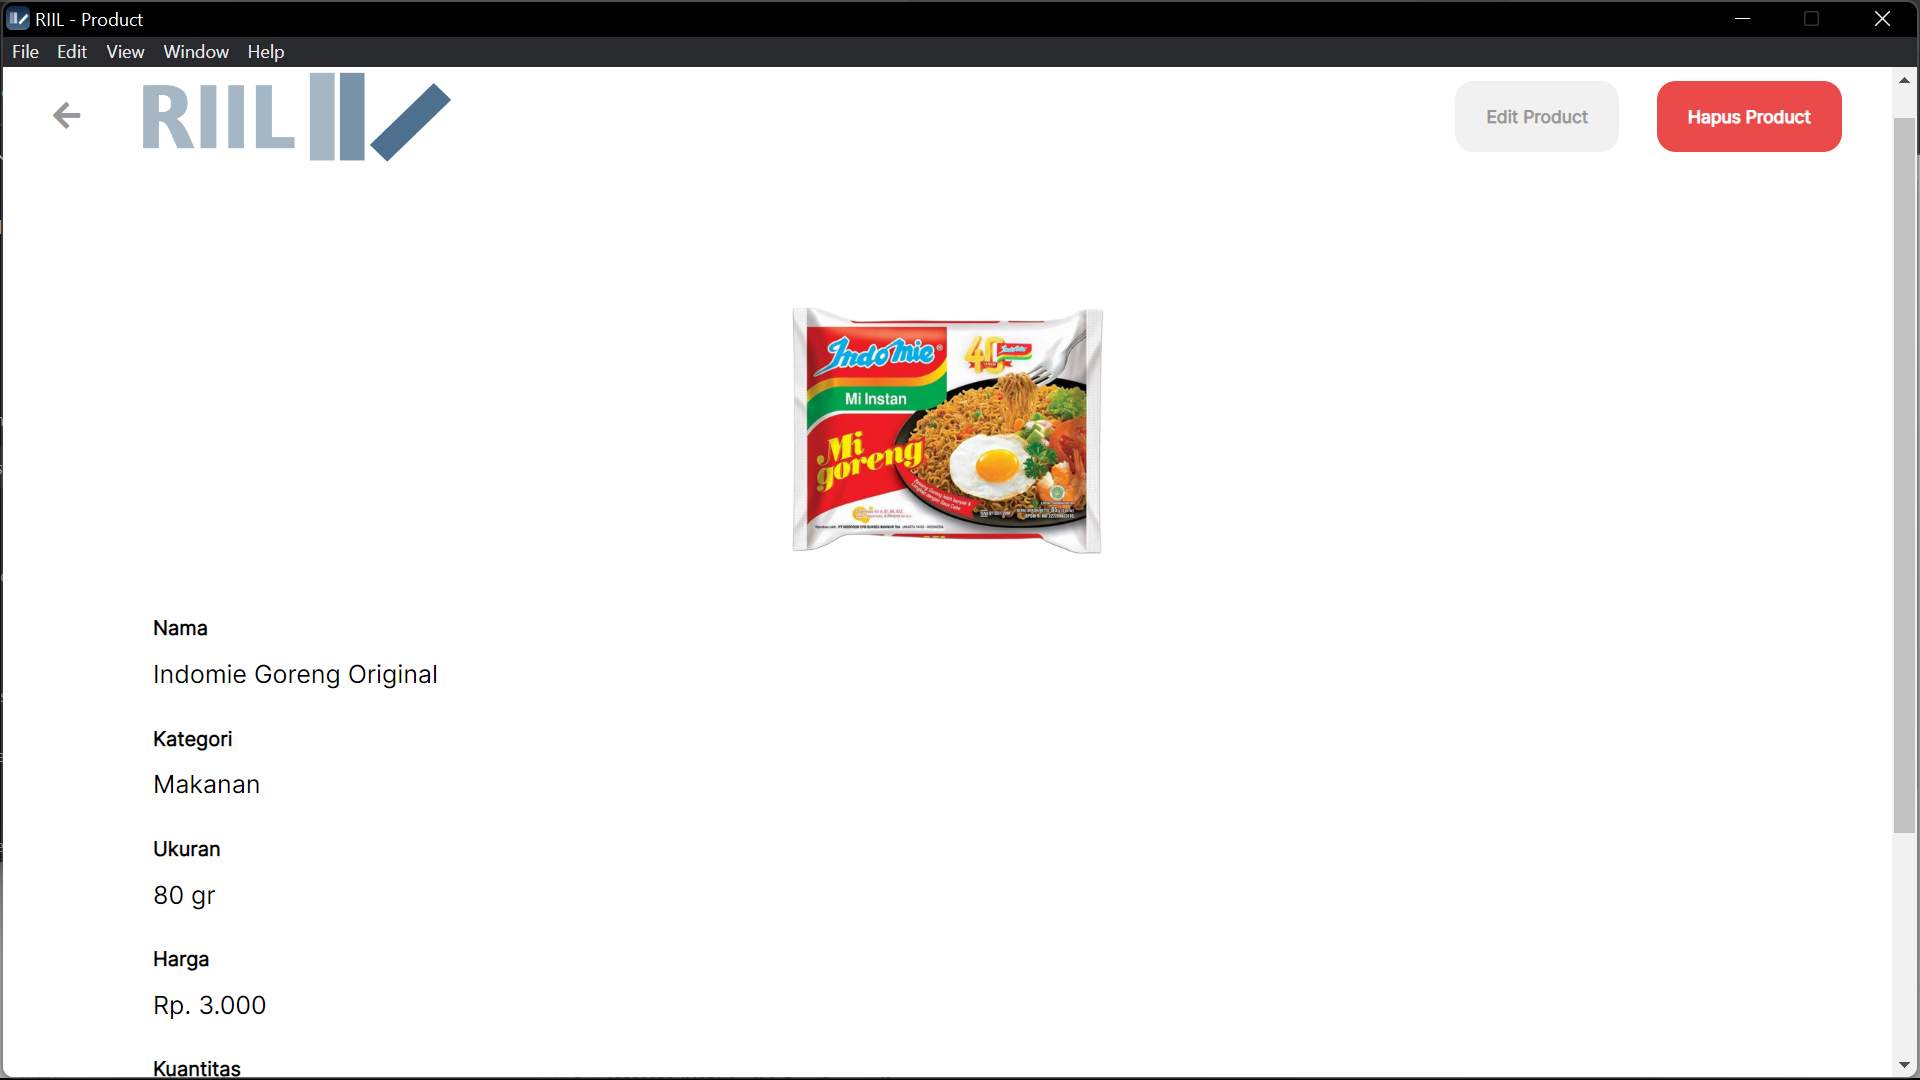 RIIL - Product
File Edit View Window Help
RIIL
Edit Product
Hapus Product
Indomie
Mi Instan
Mi
goreng
40
Nama
Indomie Goreng Original
Kategori
Makanan
Ukuran
80 gr
Harga
Rp. 3.000
Kuantitas